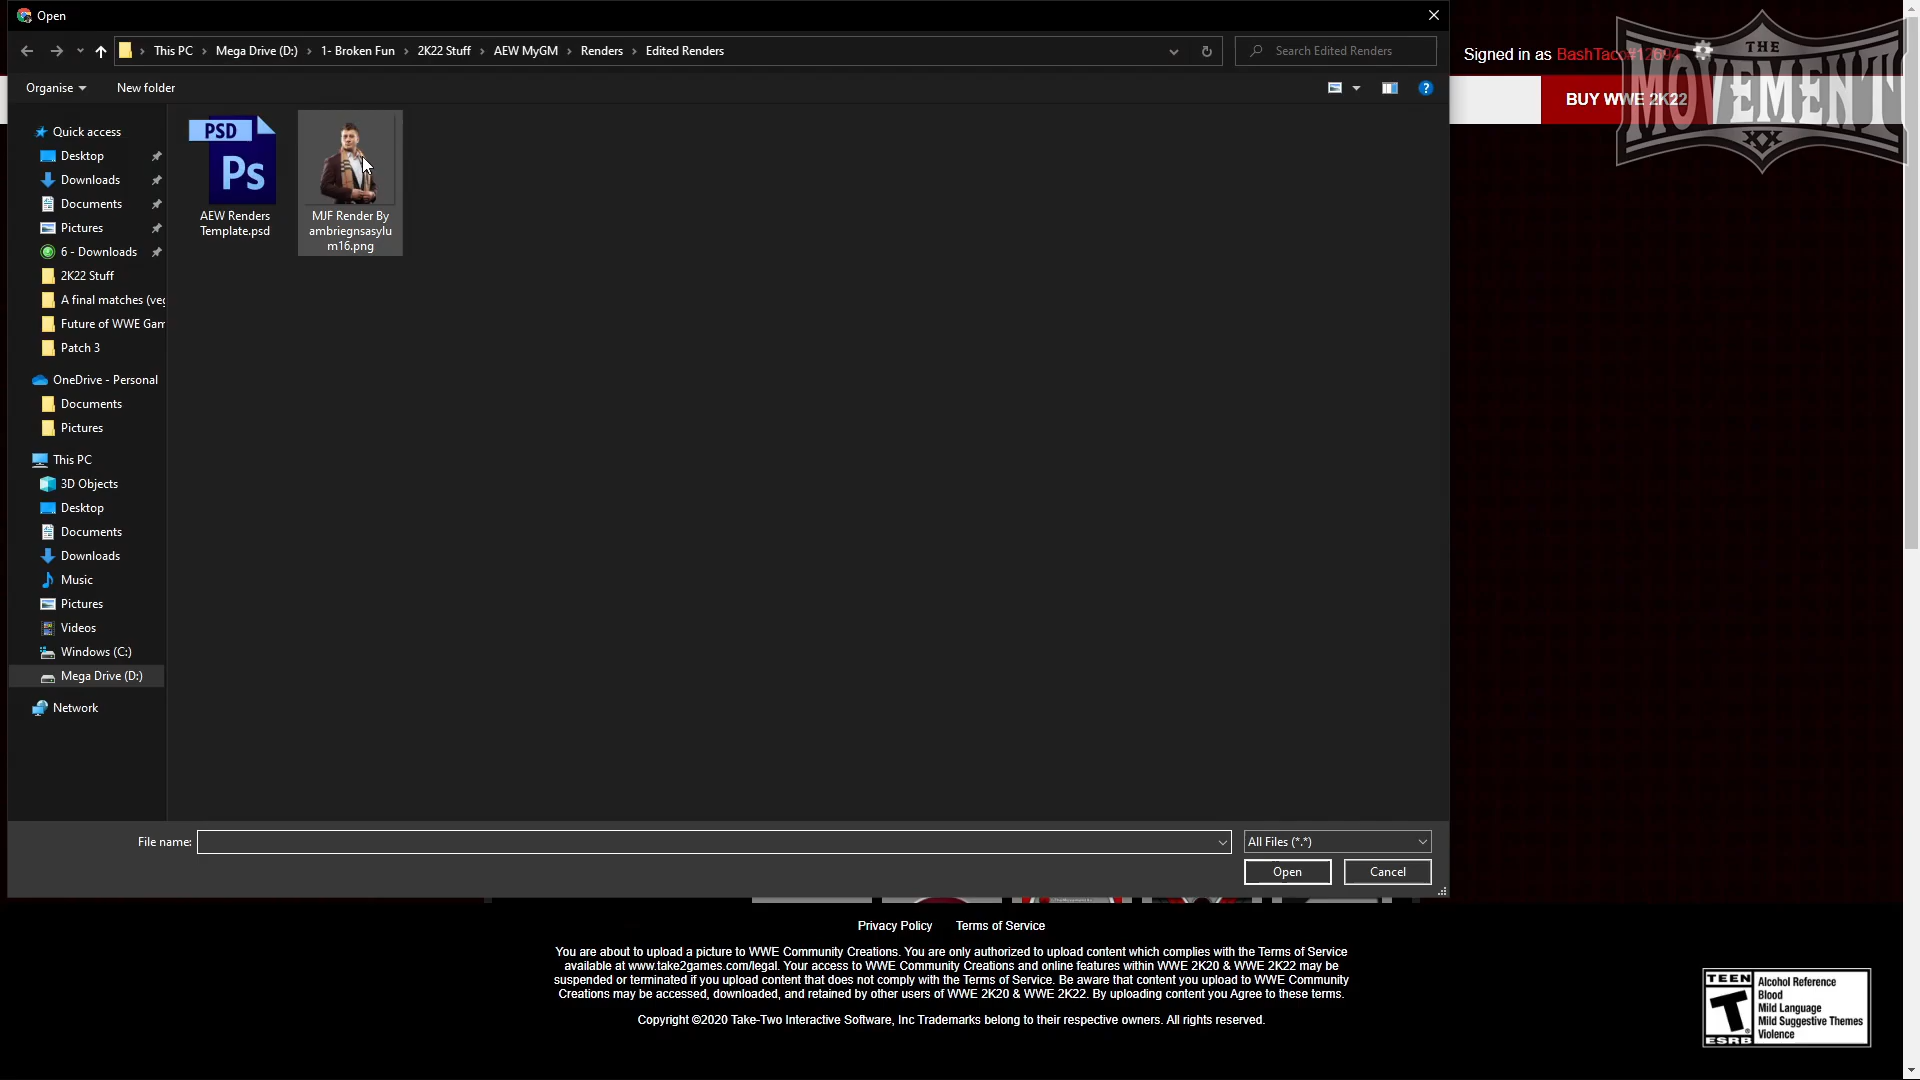 Open
This PC
Mega Drive (D:)
1- Broken Fun
2K22 Stuff
AEW MyGM
Renders
Edited Renders
Search Edited Renders
Organise
New folder
Quick access
Desktop
Downloads
Documents
Pictures
6 - Downloads
2K22 Stuff
A final matches (veg
Future of WWE Gam
Patch 3
OneDrive - Personal
Documents
Pictures
This PC
3D Objects
Desktop
Documents
Downloads
Music
Pictures
Videos
Windows (C:)
Mega Drive (D:)
Network
PSD
Ps
AEW Renders
Template.psd
MJF Render By
ambriegnsasylu
m16.png
File name:
All Files (*.*)
Open
Cancel
Signed in as BashTaco#12694
BUY WWE 2K22
THE
MOVEMENT
XX
Privacy Policy
Terms of Service
You are about to upload a picture to WWE Community Creations. You are only authorized to upload content which complies with the Terms of Service
available at www.take2games.com/legal. Your access to WWE Community Creations and online features within WWE 2K20 & WWE 2K22 may be
suspended or terminated if you upload content that does not comply with the Terms of Service. Be aware that content you upload to WWE Community
Creations may be accessed, downloaded, and retained by other users of WWE 2K20 & WWE 2K22. By uploading content you Agree to these terms.
Copyright ©2020 Take-Two Interactive Software, Inc Trademarks belong to their respective owners. All rights reserved.
TEEN
T
ESRB
Alcohol Reference
Blood
Mild Language
Mild Suggestive Themes
Violence